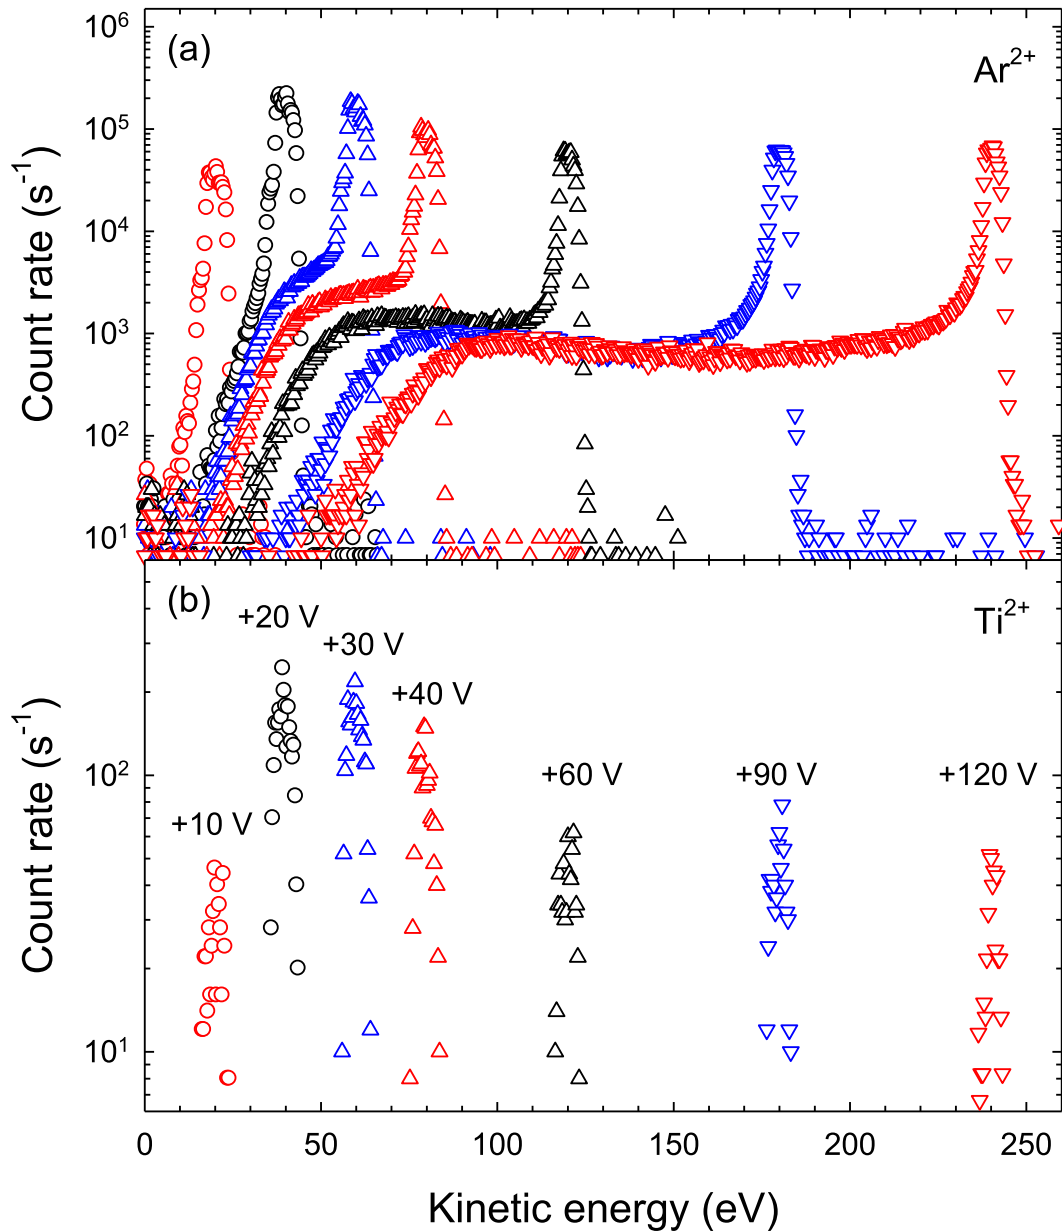 (a)
Ar²⁺
10⁶
10⁵
10⁴
10³
10²
10¹
Count rate (s⁻¹)
(b)
Ti²⁺
+20 V
+30 V
+40 V
+60 V
+90 V
+120 V
+10 V
10²
10¹
Count rate (s⁻¹)
0 50 100 150 200 250
Kinetic energy (eV)